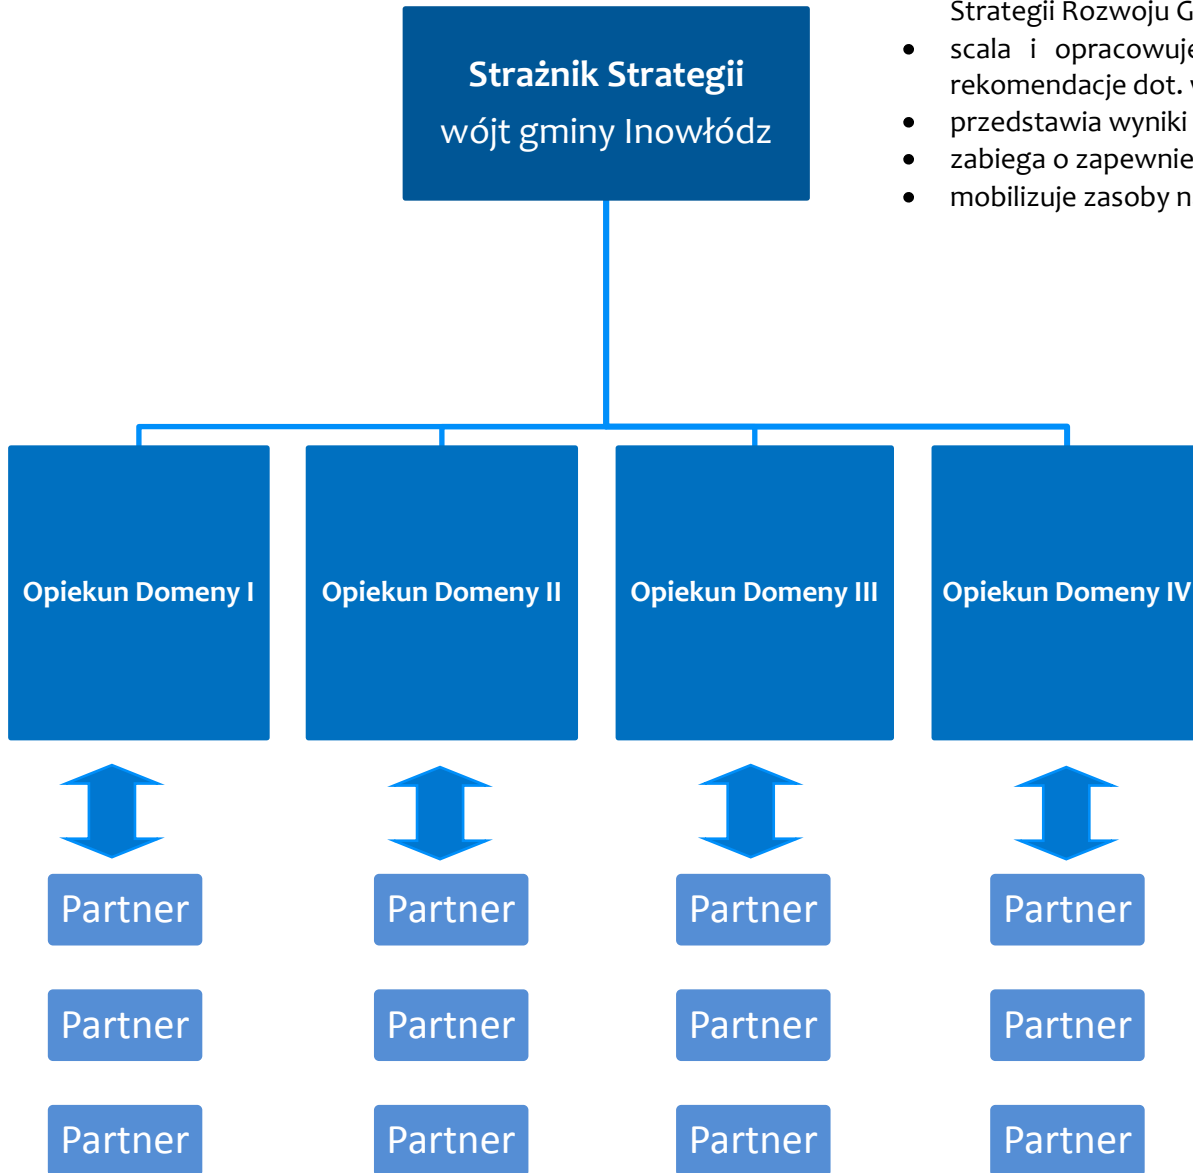 Strażnik Strategii
wójt gminy Inowłódz
Strategii Rozwoju G
• scala i opracowuje
rekomendacje dot.
• przedstawia wyniki
• zabiega o zapewnie
• mobilizuje zasoby n
Opiekun Domeny I
Opiekun Domeny II
Opiekun Domeny III
Opiekun Domeny IV
Partner
Partner
Partner
Partner
Partner
Partner
Partner
Partner
Partner
Partner
Partner
Partner